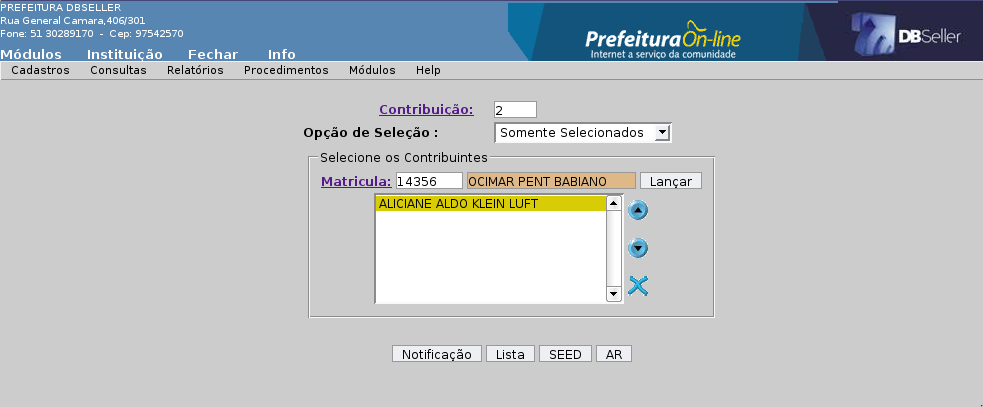 PREFEITURA DBSELLER
Rua General Camara,406/301
Fone: 51 30289170 - Cep: 97542570
Prefeitura On-line
Internet a serviço da comunidade
DBSeller
Módulos Instituição Fechar Info
Cadastros Consultas Relatórios Procedimentos Módulos Help
Contribuição: 2
Opção de Seleção : Somente Selecionados
Selecione os Contribuintes
Matricula: 14356 OCIMAR PENT BABIANO Lançar
ALICIANE ALDO KLEIN LUFT
Notificação Lista SEED AR